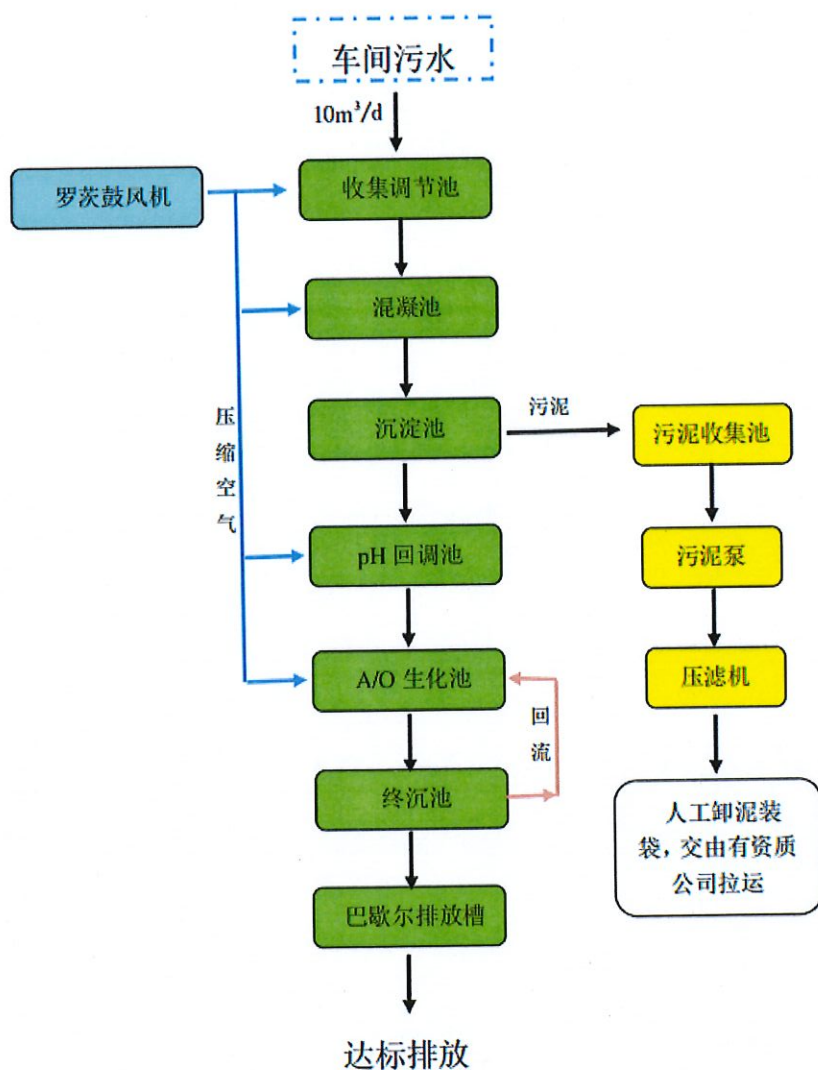 车间污水
10m³/d
罗茨鼓风机
收集调节池
混凝池
沉淀池
污泥
污泥收集池
压
缩
空
气
pH 回调池
污泥泵
A/O 生化池
压滤机
回
流
终沉池
人工卸泥装
袋，交由有资质
公司拉运
巴歇尔排放槽
达标排放